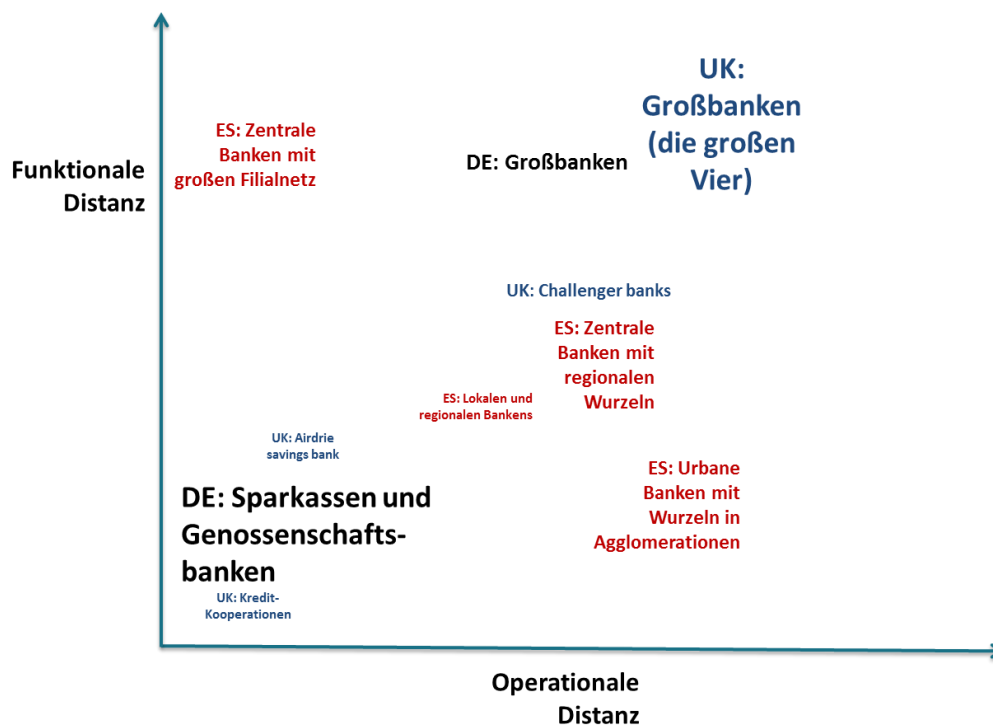 UK:
Großbanken
(die großen
Vier)
ES: Zentrale
Banken mit
großen Filialnetz
DE: Großbanken
Funktionale
Distanz
UK: Challenger banks
ES: Zentrale
Banken mit
regionalen
Wurzeln
ES: Lokalen und
regionalen Bankens
UK: Airdrie
savings bank
ES: Urbane
Banken mit
Wurzeln in
Agglomerationen
DE: Sparkassen und
Genossenschafts-
banken
UK: Kredit-
Kooperationen
Operationale
Distanz